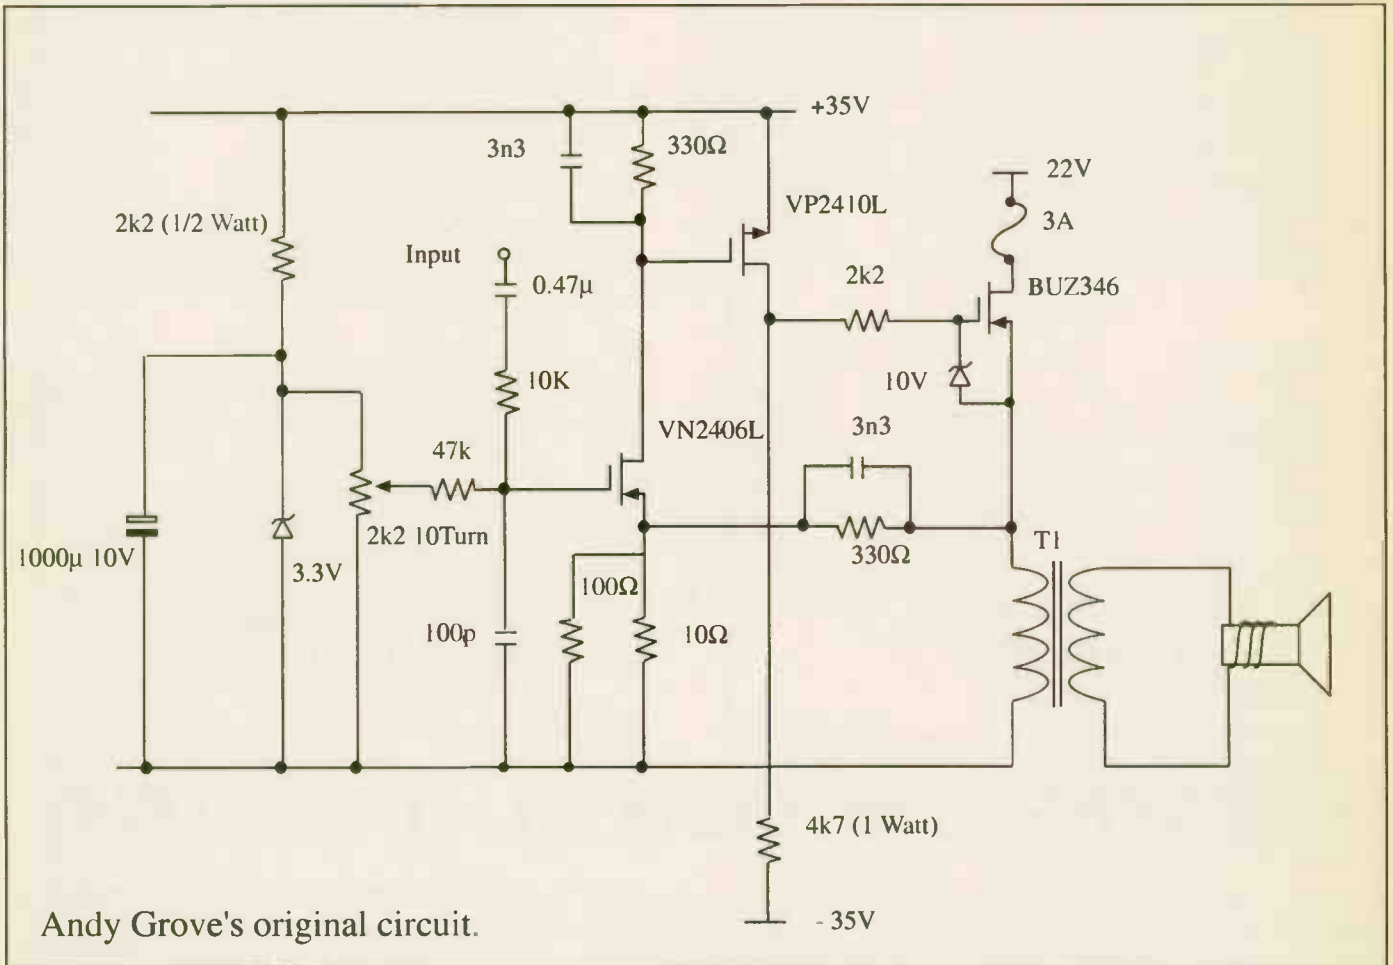 +35V
3n3
330Ω
22V
VP2410L
2k2 (1/2 Watt)
3A
Input
0.47µ
2k2
BUZ346
10K
10V
3n3
VN2406L
47k
2k2 10Turn
330Ω
T1
1000µ 10V
3.3V
100Ω
100p
10Ω
4k7 (1 Watt)
- 35V
Andy Grove's original circuit.